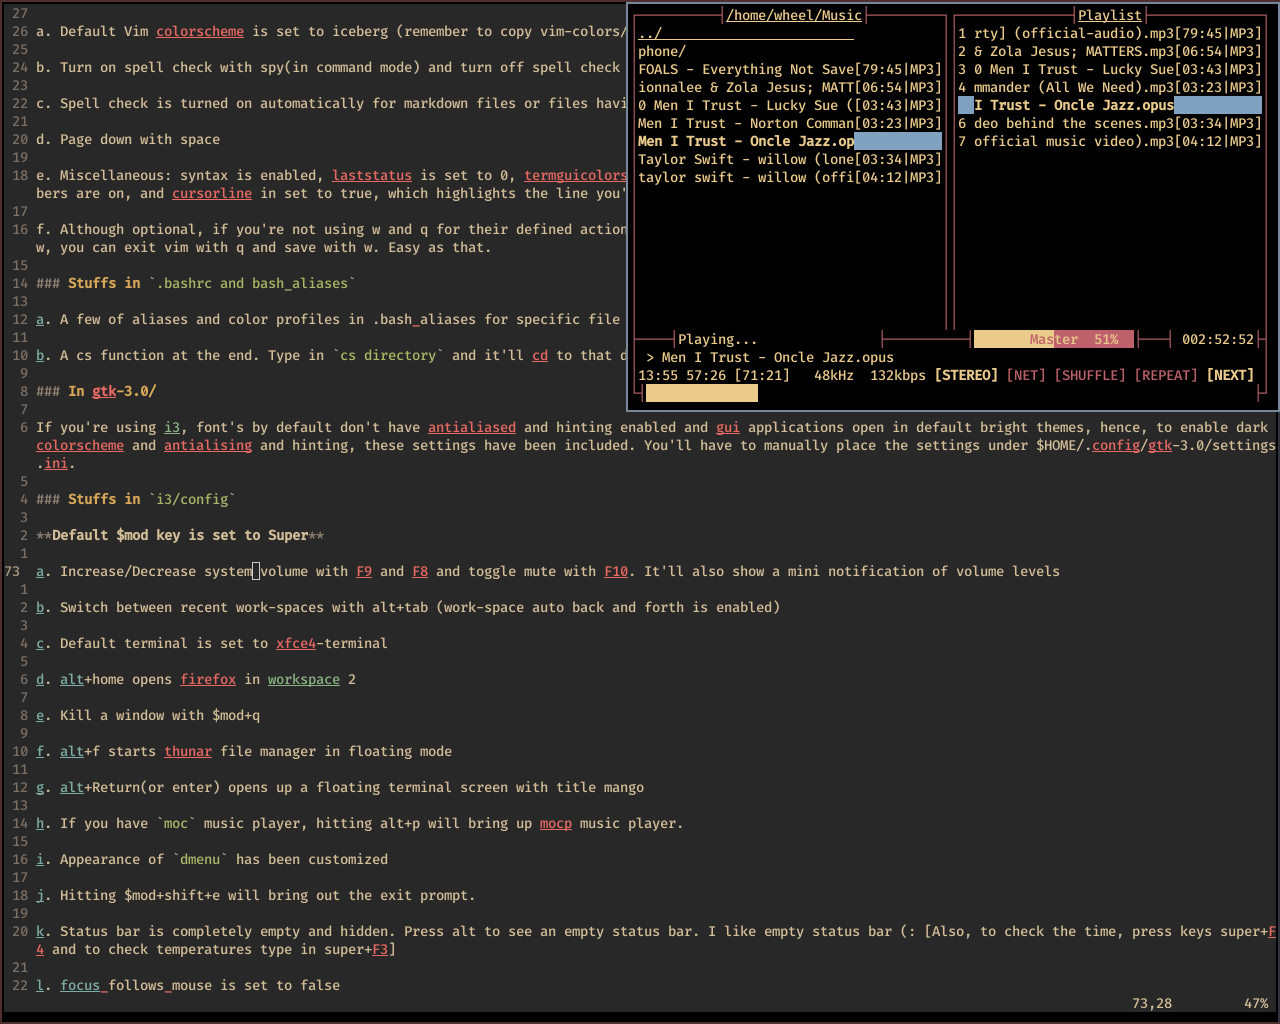 27
26 a. Default Vim colorscheme is set to iceberg (remember to copy vim-colors/
25
24 b. Turn on spell check with spy(in command mode) and turn off spell check
23
22 c. Spell check is turned on automatically for markdown files or files havi
21
20 d. Page down with space
19
18 e. Miscellaneous: syntax is enabled, laststatus is set to 0, termguicolors
bers are on, and cursorline in set to true, which highlights the line you'
17
16 f. Although optional, if you're not using w and q for their defined action
w, you can exit vim with q and save with w. Easy as that.
15
14 ### Stuffs in `.bashrc and bash_aliases`
13
12 a. A few of aliases and color profiles in .bash_aliases for specific file
11
10 b. A cs function at the end. Type in `cs directory` and it'll cd to that d
9
8 ### In gtk-3.0/
7
/home/wheel/Music
../
phone/
FOALS - Everything Not Save[79:45|MP3]
ionnalee & Zola Jesus; MATT[06:54|MP3]
0 Men I Trust - Lucky Sue ([03:43|MP3]
Men I Trust - Norton Comman[03:23|MP3]
Men I Trust - Oncle Jazz.op
Taylor Swift - willow (lone[03:34|MP3]
taylor swift - willow (offi[04:12|MP3]
Playlist
1 rty] (official-audio).mp3[79:45|MP3]
2 & Zola Jesus; MATTERS.mp3[06:54|MP3]
3 0 Men I Trust - Lucky Sue[03:43|MP3]
4 mmander (All We Need).mp3[03:23|MP3]
I Trust - Oncle Jazz.opus
6 deo behind the scenes.mp3[03:34|MP3]
7 official music video).mp3[04:12|MP3]
Playing... Master 51% 002:52:52
> Men I Trust - Oncle Jazz.opus
13:55 57:26 [71:21] 48kHz 132kbps [STEREO] [NET] [SHUFFLE] [REPEAT] [NEXT]
6 If you're using i3, font's by default don't have antialiased and hinting enabled and gui applications open in default bright themes, hence, to enable dark
colorscheme and antialising and hinting, these settings have been included. You'll have to manually place the settings under $HOME/.config/gtk-3.0/settings
.ini.
5
4 ### Stuffs in `i3/config`
3
2 **Default $mod key is set to Super**
1
73 a. Increase/Decrease system volume with F9 and F8 and toggle mute with F10. It'll also show a mini notification of volume levels
1
2 b. Switch between recent work-spaces with alt+tab (work-space auto back and forth is enabled)
3
4 c. Default terminal is set to xfce4-terminal
5
6 d. alt+home opens firefox in workspace 2
7
8 e. Kill a window with $mod+q
9
10 f. alt+f starts thunar file manager in floating mode
11
12 g. alt+Return(or enter) opens up a floating terminal screen with title mango
13
14 h. If you have `moc` music player, hitting alt+p will bring up mocp music player.
15
16 i. Appearance of `dmenu` has been customized
17
18 j. Hitting $mod+shift+e will bring out the exit prompt.
19
20 k. Status bar is completely empty and hidden. Press alt to see an empty status bar. I like empty status bar (: [Also, to check the time, press keys super+F
4 and to check temperatures type in super+F3]
21
22 l. focus_follows_mouse is set to false
73,28 47%